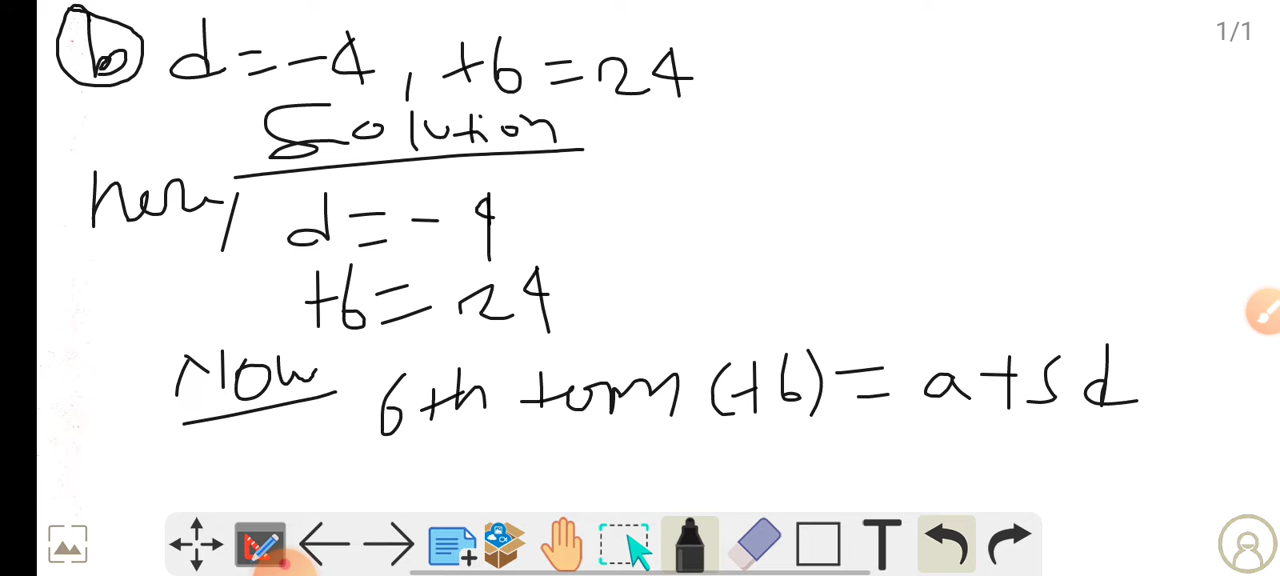 1/1
b d = -4, t6 = 24
Solution
here, d = - 4
t6 = 24
Now 6th term (t6) = a + 5d
T